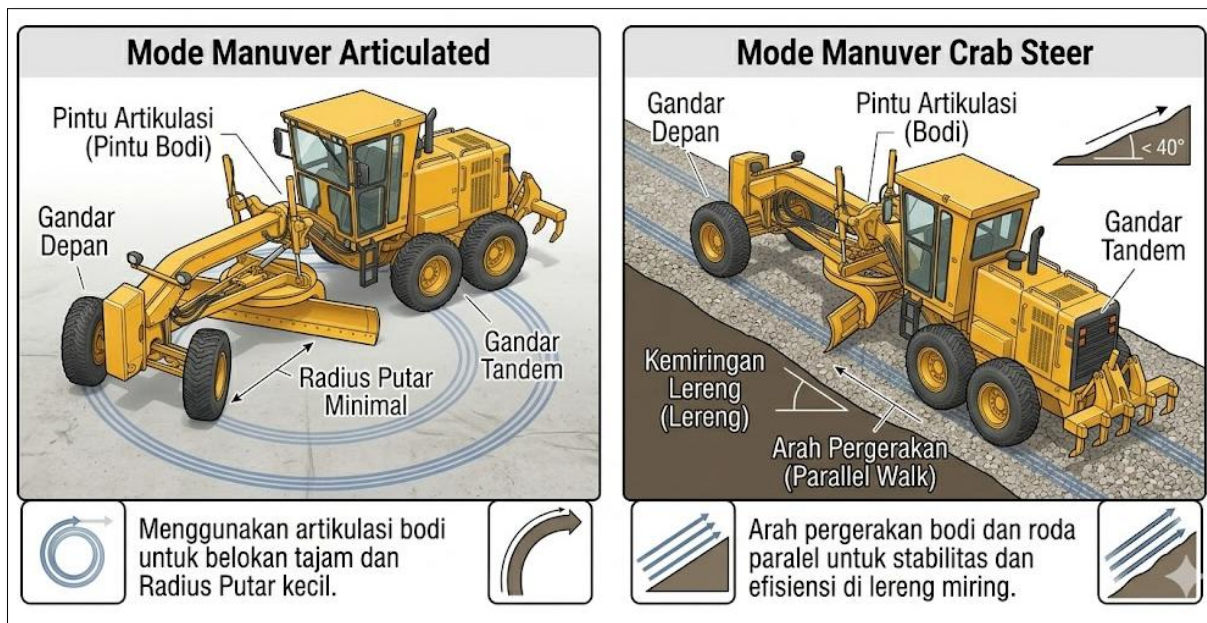 Mode Manuver Articulated
Pintu Artikulasi
(Pintu Bodi)
Gandar
Depan
Gandar
Tandem
Radius Putar
Minimal
Menggunakan artikulasi bodi
untuk belokan tajam dan
Radius Putar kecil.
Mode Manuver Crab Steer
Gandar
Depan
Pintu Artikulasi
(Bodi)
< 40°
Gandar
Tandem
Kemiringan
Lereng
(Lereng)
Arah Pergerakan
(Parallel Walk)
Arah pergerakan bodi dan roda
paralel untuk stabilitas dan
efisiensi di lereng miring.